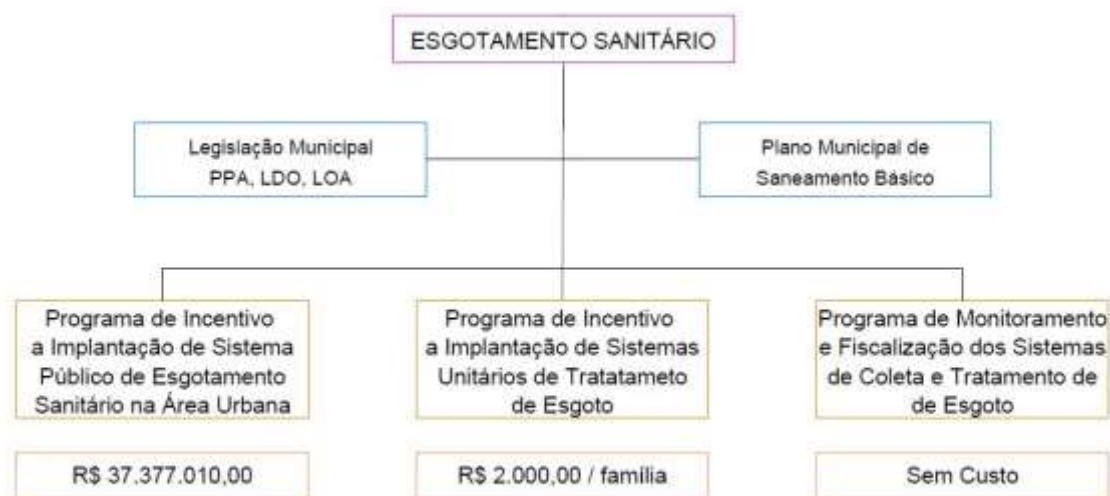 ESGOTAMENTO SANITÁRIO
Legislação Municipal
PPA, LDO, LOA
Plano Municipal de
Saneamento Básico
Programa de Incentivo
a Implantação de Sistema
Público de Esgotamento
Sanitário na Área Urbana
Programa de Incentivo
a Implantação de Sistemas
Unitários de Tratatameto
de Esgoto
Programa de Monitoramento
e Fiscalização dos Sistemas
de Coleta e Tratamento de
de Esgoto
R$ 37.377.010,00
R$ 2.000,00 / família
Sem Custo